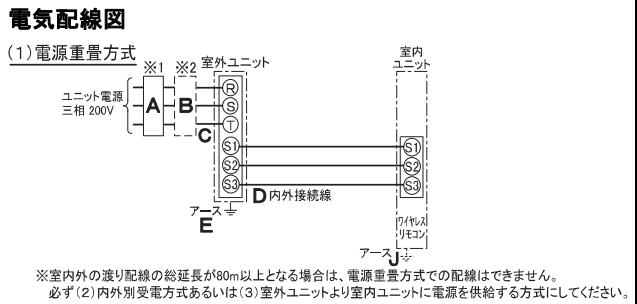 電気配線図
(1)電源重畳方式
※1 ※2 室外ユニット
室内
ユニット
ユニット電源
三相 200V
A B
C
R
S
T
S1 S1
S2 S2
S3 S3
D 内外接続線
アース
E
ワイヤレス
リモコン
アース J
※室内外の渡り配線の総延長が80m以上となる場合は、電源重畳方式での配線はできません。
必ず(2)内外別受電方式あるいは(3)室外ユニットより室内ユニットに電源を供給する方式にしてください。